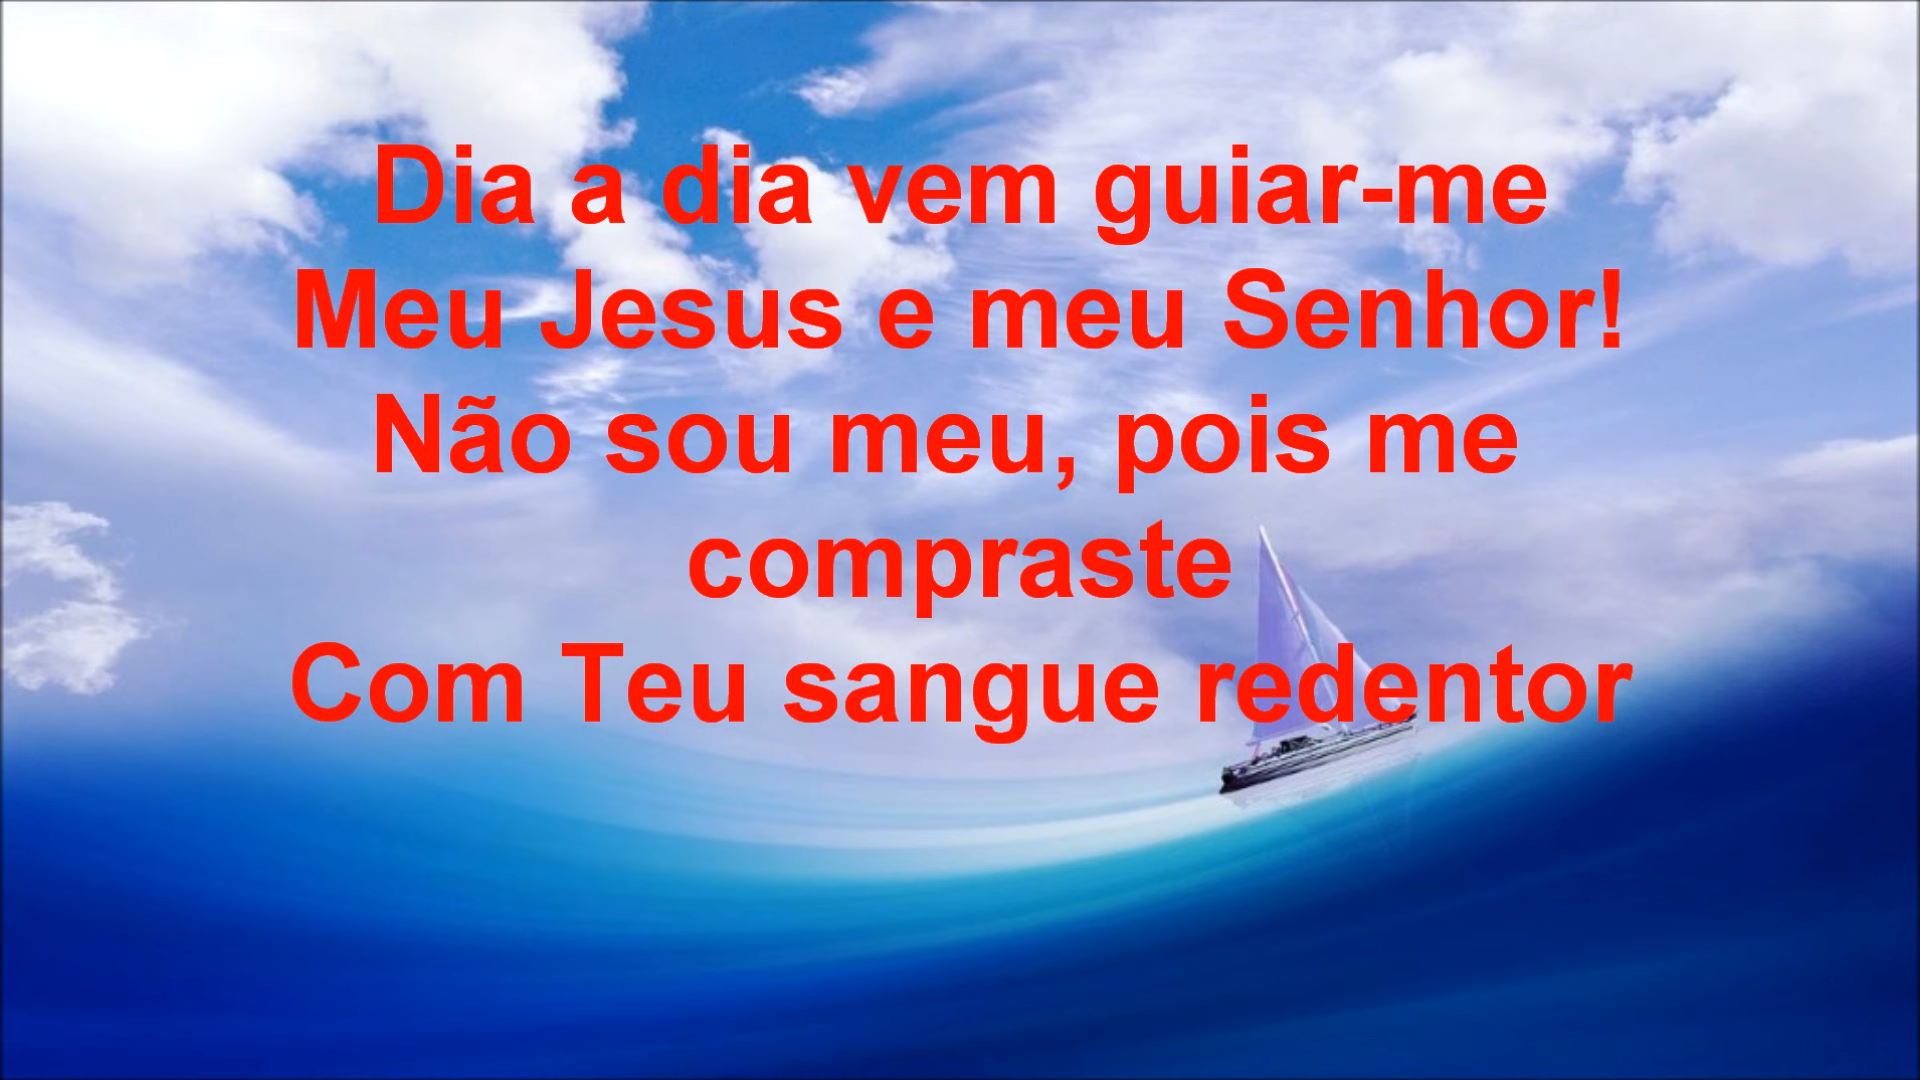 Dia a dia vem guiar-me
Meu Jesus e meu Senhor!
Não sou meu, pois me
compraste
Com Teu sangue redentor